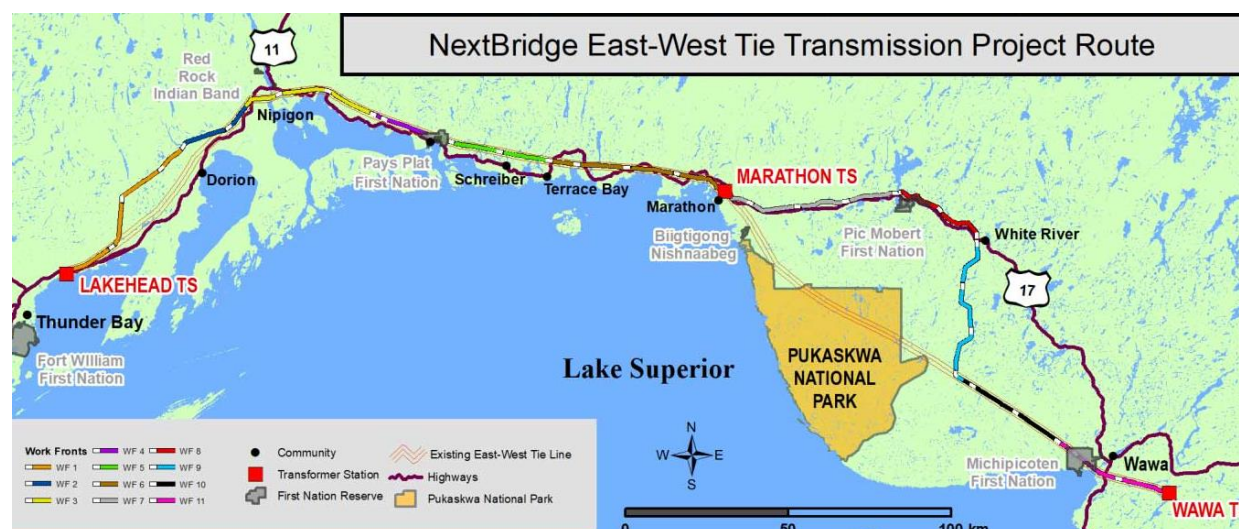 NextBridge East-West Tie Transmission Project Route
11
Red
Rock
Indian Band
Nipigon
Dorion
LAKEHEAD TS
Thunder Bay
Fort William
First Nation
Pays Plat
First Nation
Schreiber
Terrace Bay
MARATHON TS
Marathon
Biigtigong
Nishnaabeg
Pic Mobert
First Nation
White River
17
Lake Superior
PUKASKWA
NATIONAL
PARK
Michipicoten
First Nation
Wawa
WAWA T
N
W
E
S
0
50
100 km
Work Fronts
WF 1
WF 2
WF 3
WF 4
WF 5
WF 6
WF 7
WF 8
WF 9
WF 10
WF 11
Community
Transformer Station
First Nation Reserve
Existing East-West Tie Line
Highways
Pukaskwa National Park